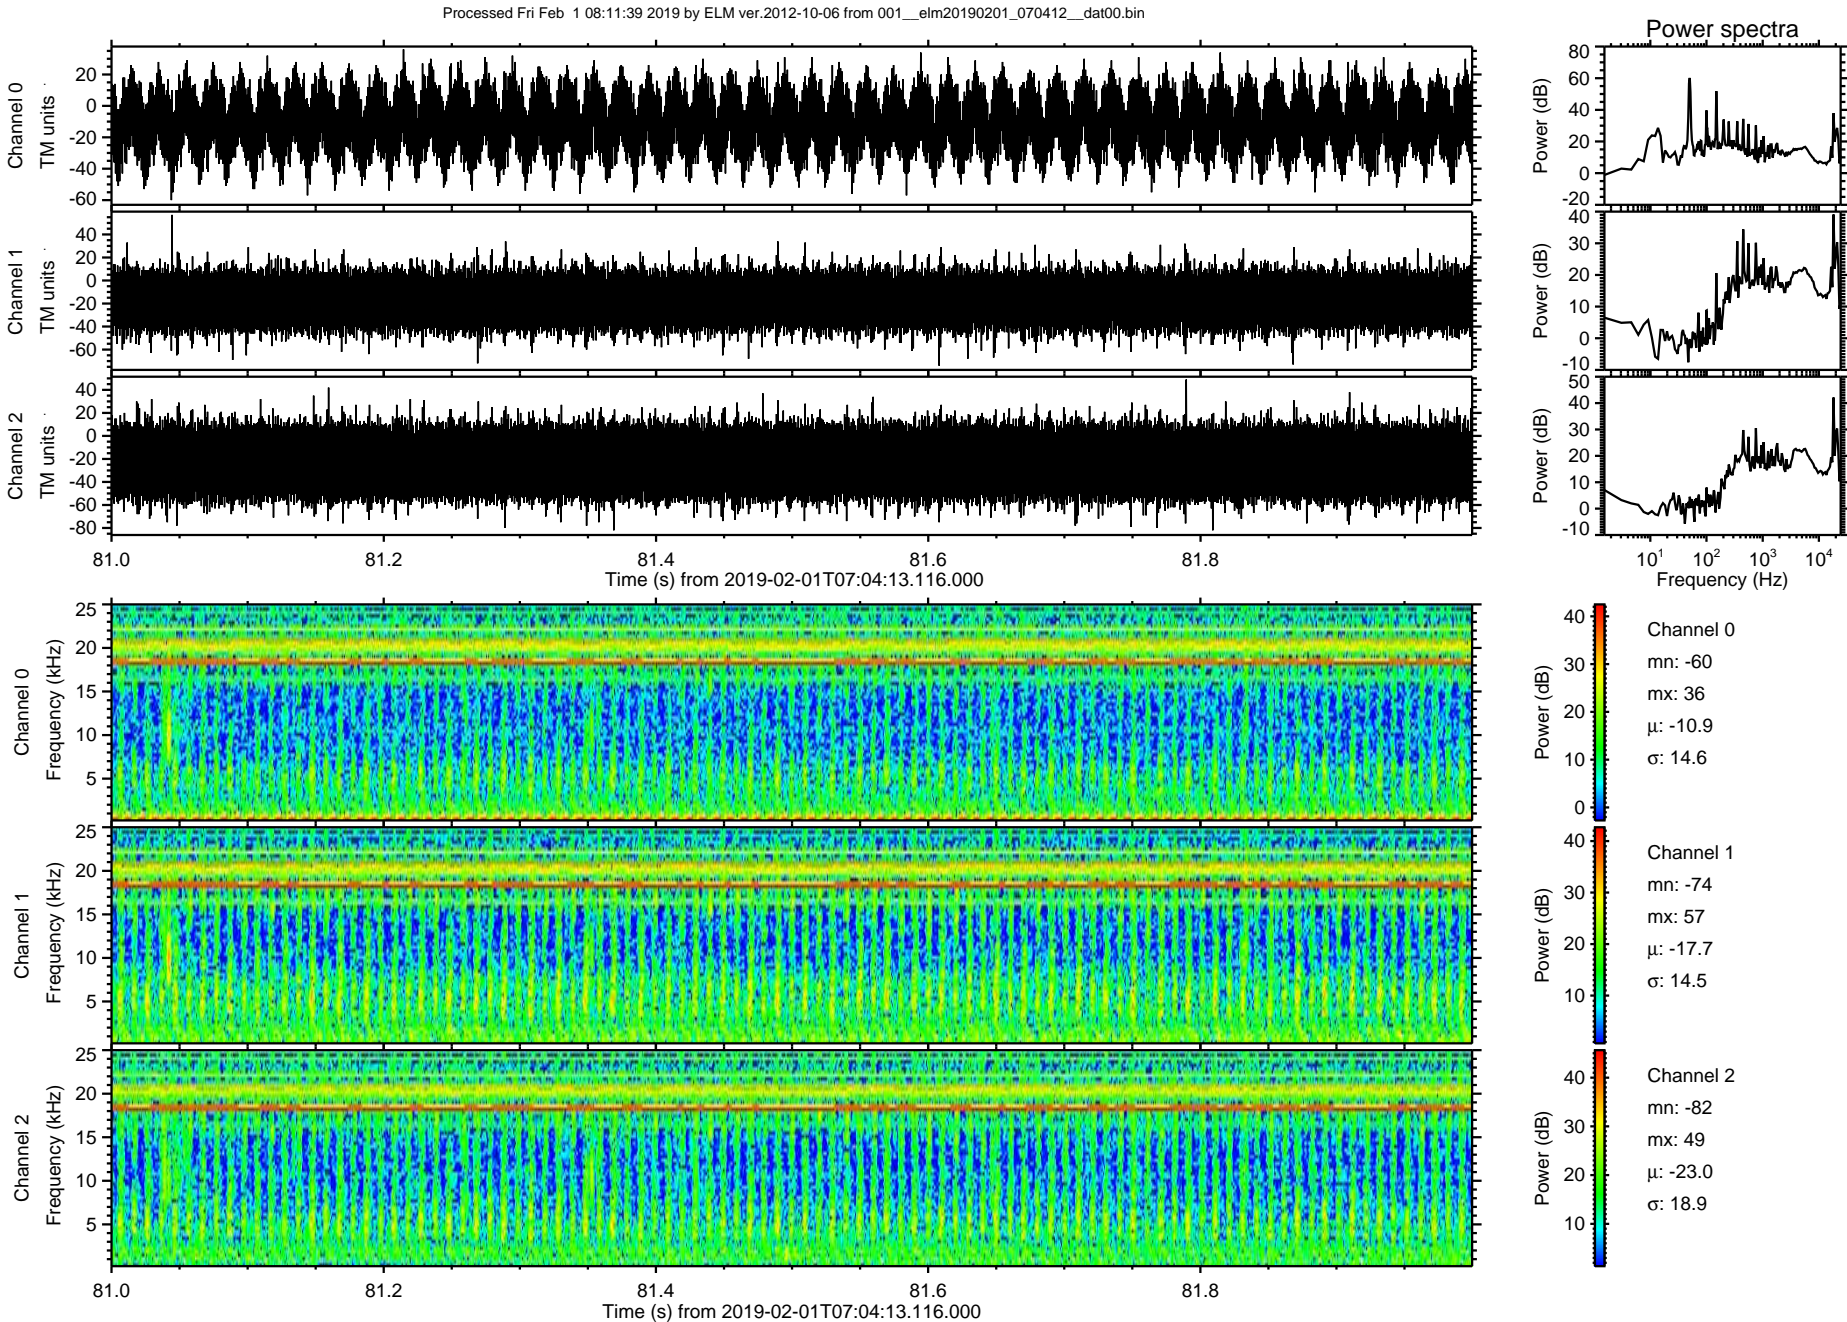 Processed Fri Feb  1 08:11:39 2019 by ELM ver.2012-10-06 from 001__elm20190201_070412__dat00.bin
Power spectra
Channel 0
TM units
20
0
-20
-40
-60
Power (dB)
80
60
40
20
0
-20
Channel 1
TM units
40
20
0
-20
-40
-60
Power (dB)
40
30
20
10
0
-10
Channel 2
TM units
40
20
0
-20
-40
-60
-80
Power (dB)
50
40
30
20
10
0
-10
81.0 81.2 81.4 81.6 81.8
Time (s) from 2019-02-01T07:04:13.116.000
10^1 10^2 10^3 10^4
Frequency (Hz)
Channel 0
Frequency (kHz)
25
20
15
10
5
Power (dB)
40
30
20
10
0
Channel 0
mn: -60
mx: 36
μ: -10.9
σ: 14.6
Channel 1
Frequency (kHz)
25
20
15
10
5
Power (dB)
40
30
20
10
Channel 1
mn: -74
mx: 57
μ: -17.7
σ: 14.5
Channel 2
Frequency (kHz)
25
20
15
10
5
Power (dB)
40
30
20
10
Channel 2
mn: -82
mx: 49
μ: -23.0
σ: 18.9
81.0 81.2 81.4 81.6 81.8
Time (s) from 2019-02-01T07:04:13.116.000